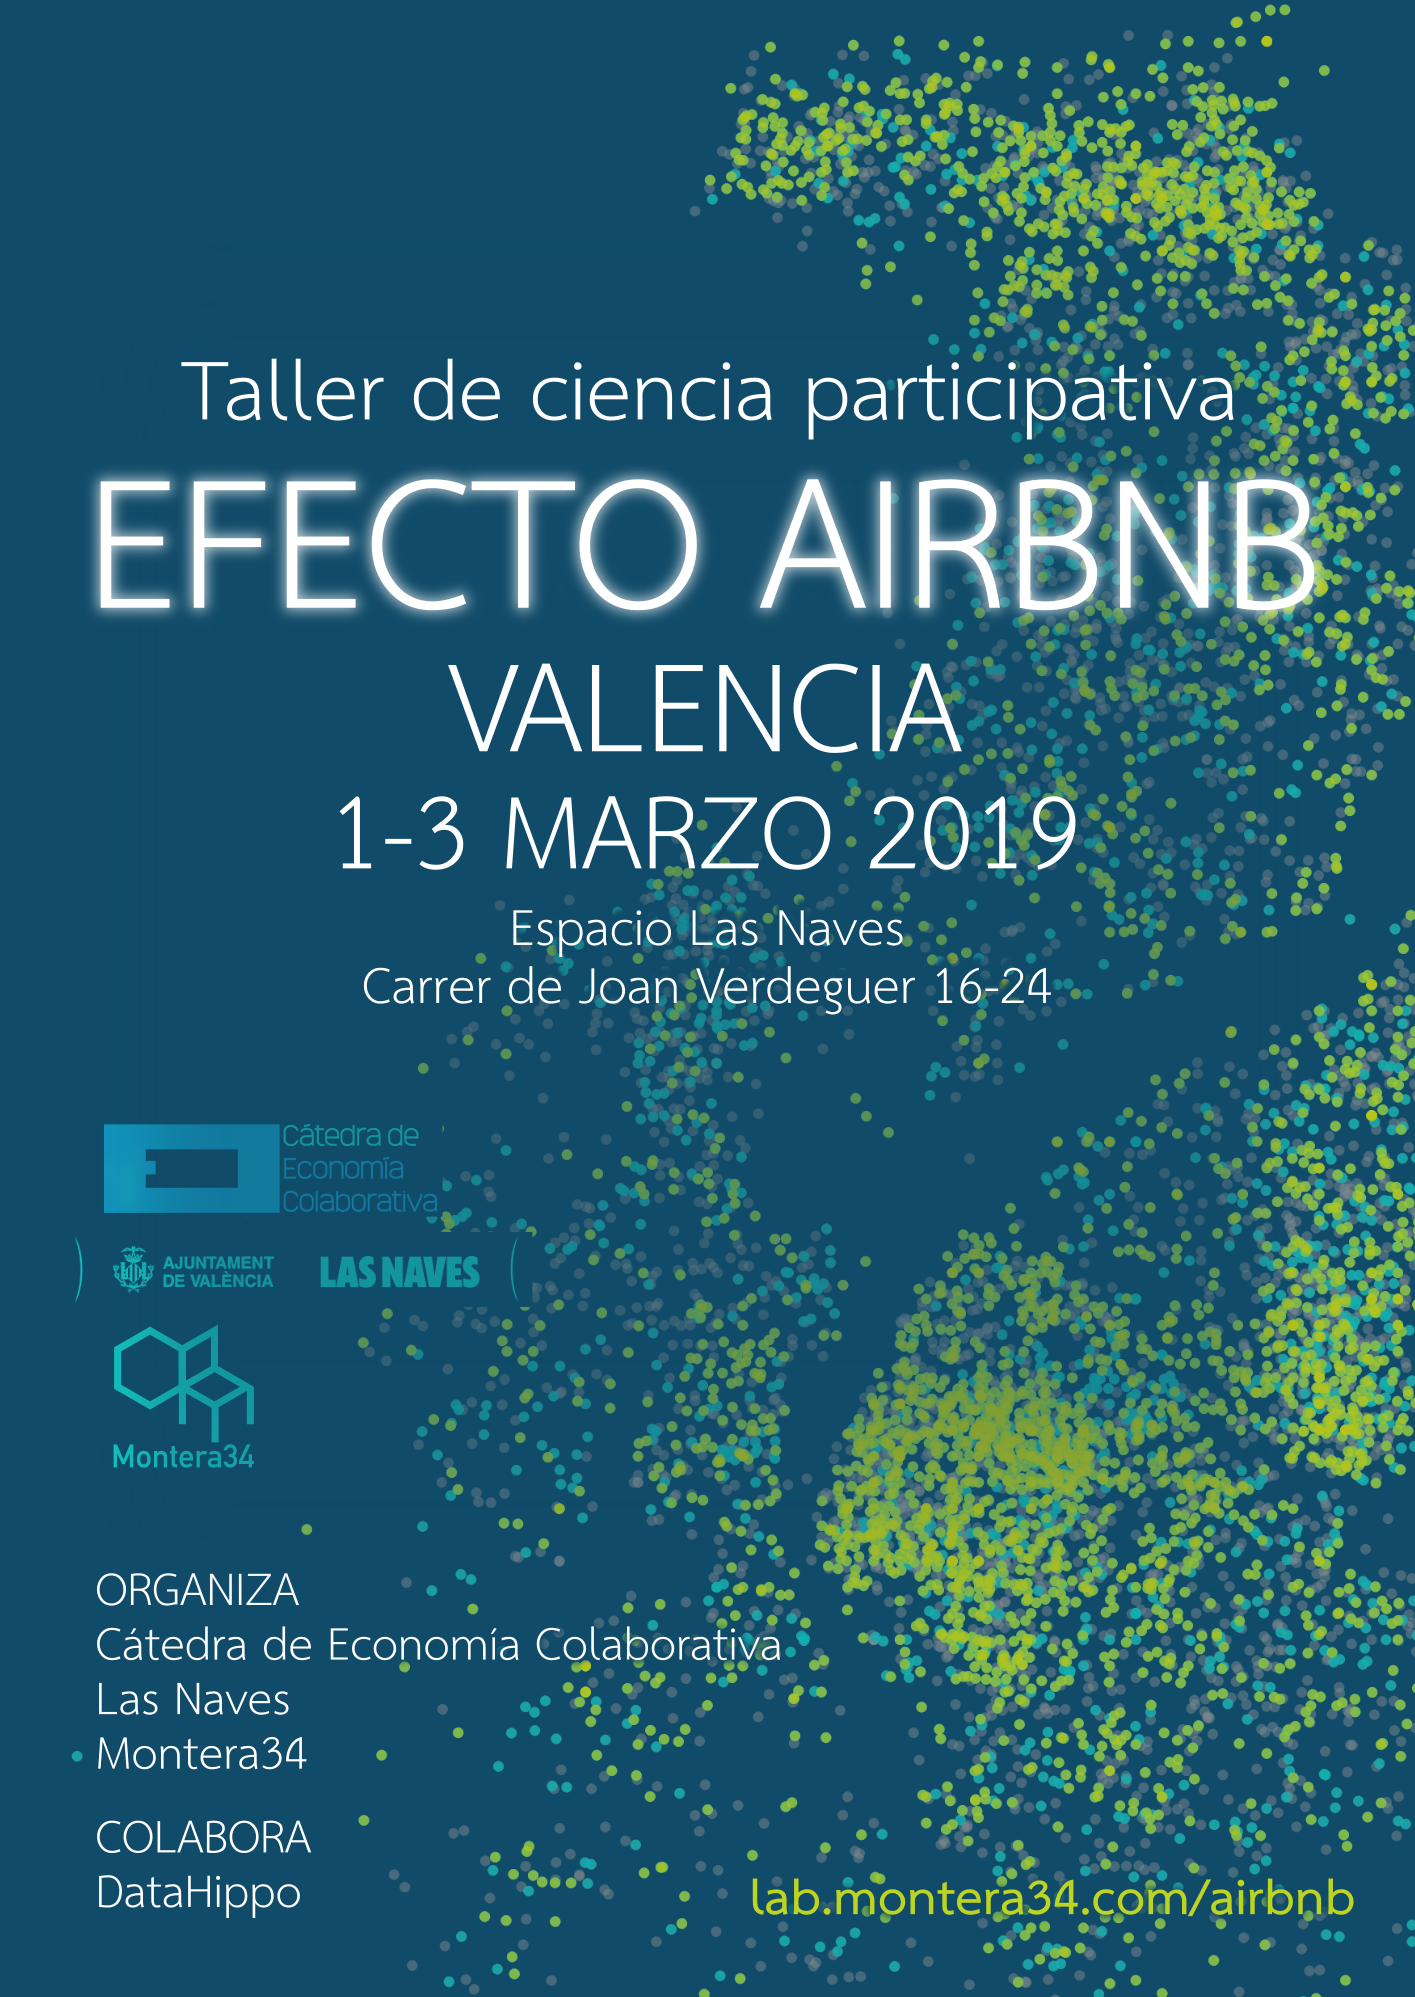 Taller de ciencia participativa
EFECTO AIRBNB
VALENCIA
1-3 MARZO 2019
Espacio Las Naves
Carrer de Joan Verdeguer 16-24
Cátedra de
Economía
Colaborativa
AJUNTAMENT
DE VALÈNCIA
LAS NAVES
Montera34
ORGANIZA
Cátedra de Economía Colaborativa
Las Naves
Montera34
COLABORA
DataHippo
lab.montera34.com/airbnb